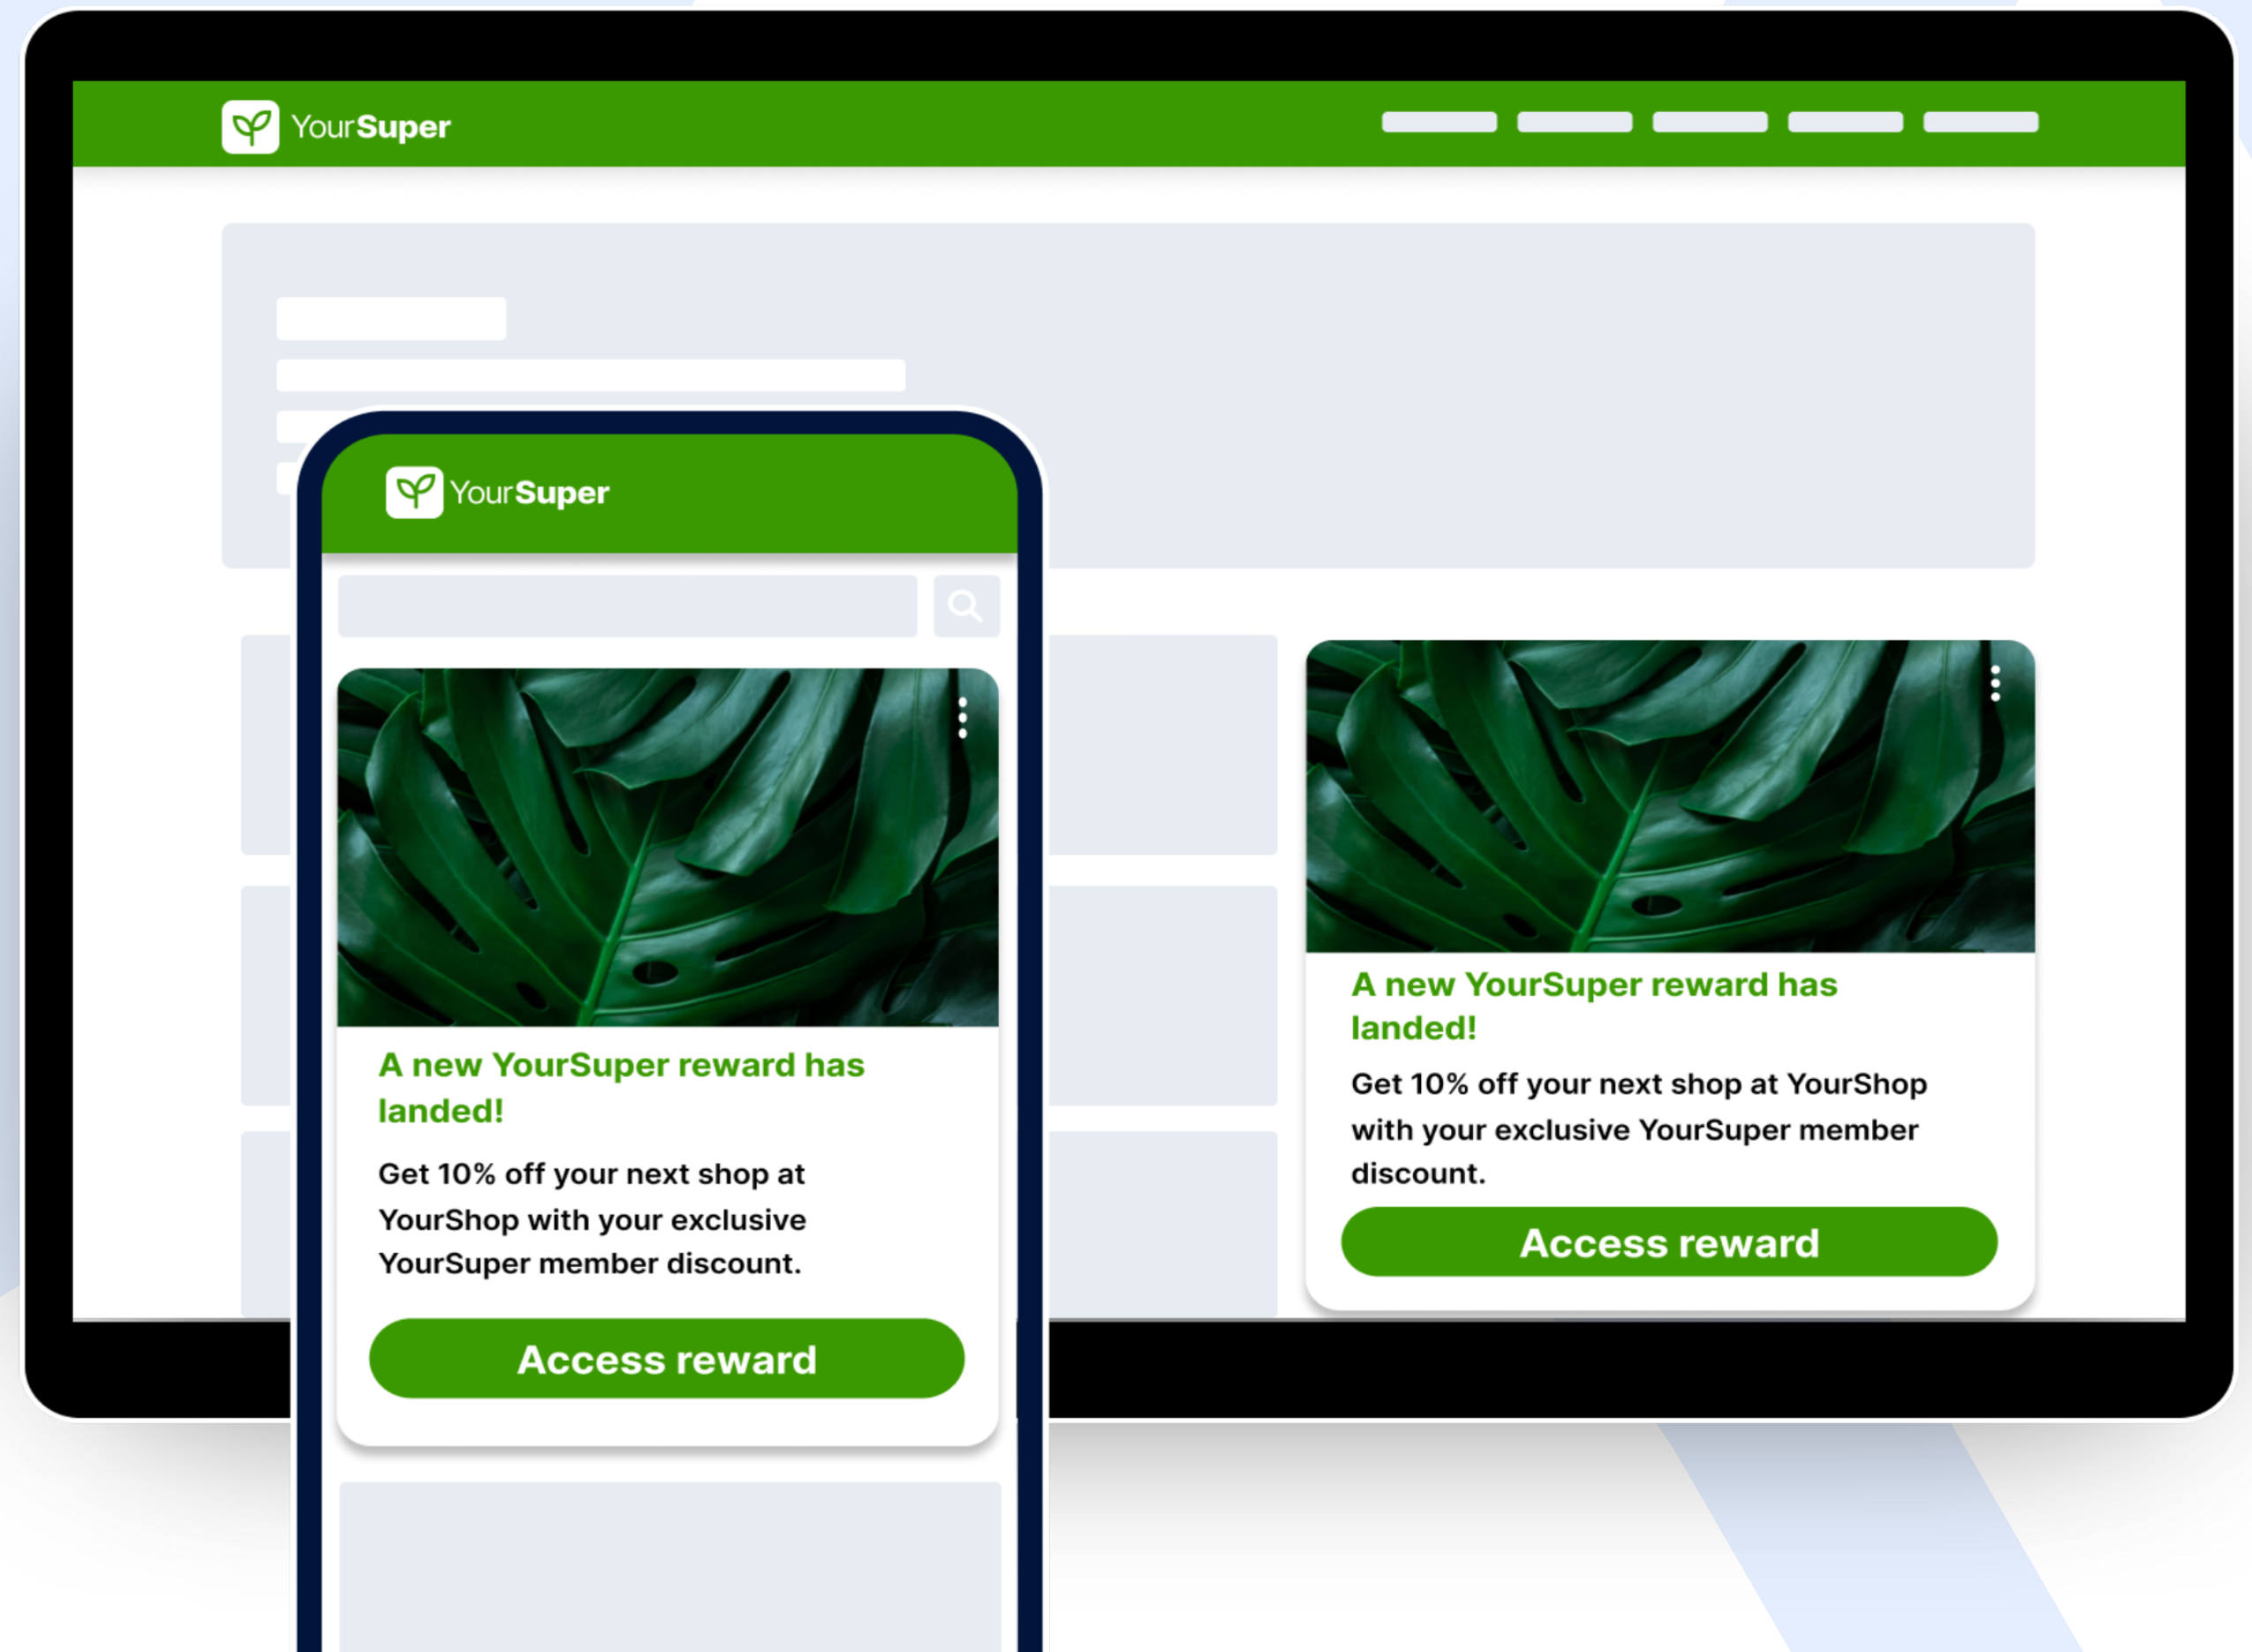 YourSuper
YourSuper
A new YourSuper reward has
landed!
Get 10% off your next shop at
YourShop with your exclusive
YourSuper member discount.
Access reward
A new YourSuper reward has
landed!
Get 10% off your next shop at YourShop
with your exclusive YourSuper member
discount.
Access reward